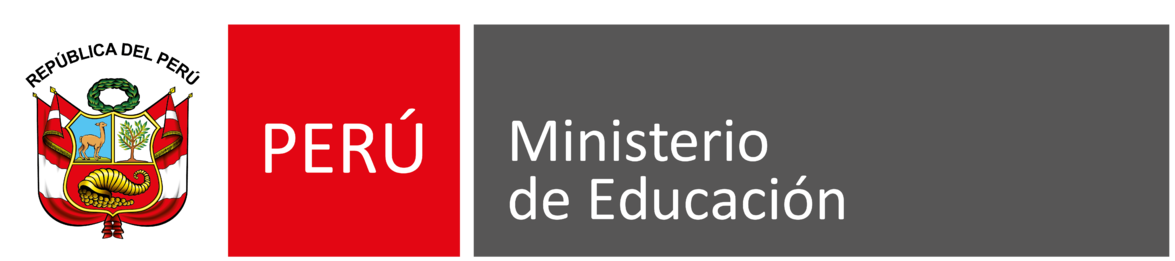 REPÚBLICA DEL PERÚ
PERÚ
Ministerio
de Educación